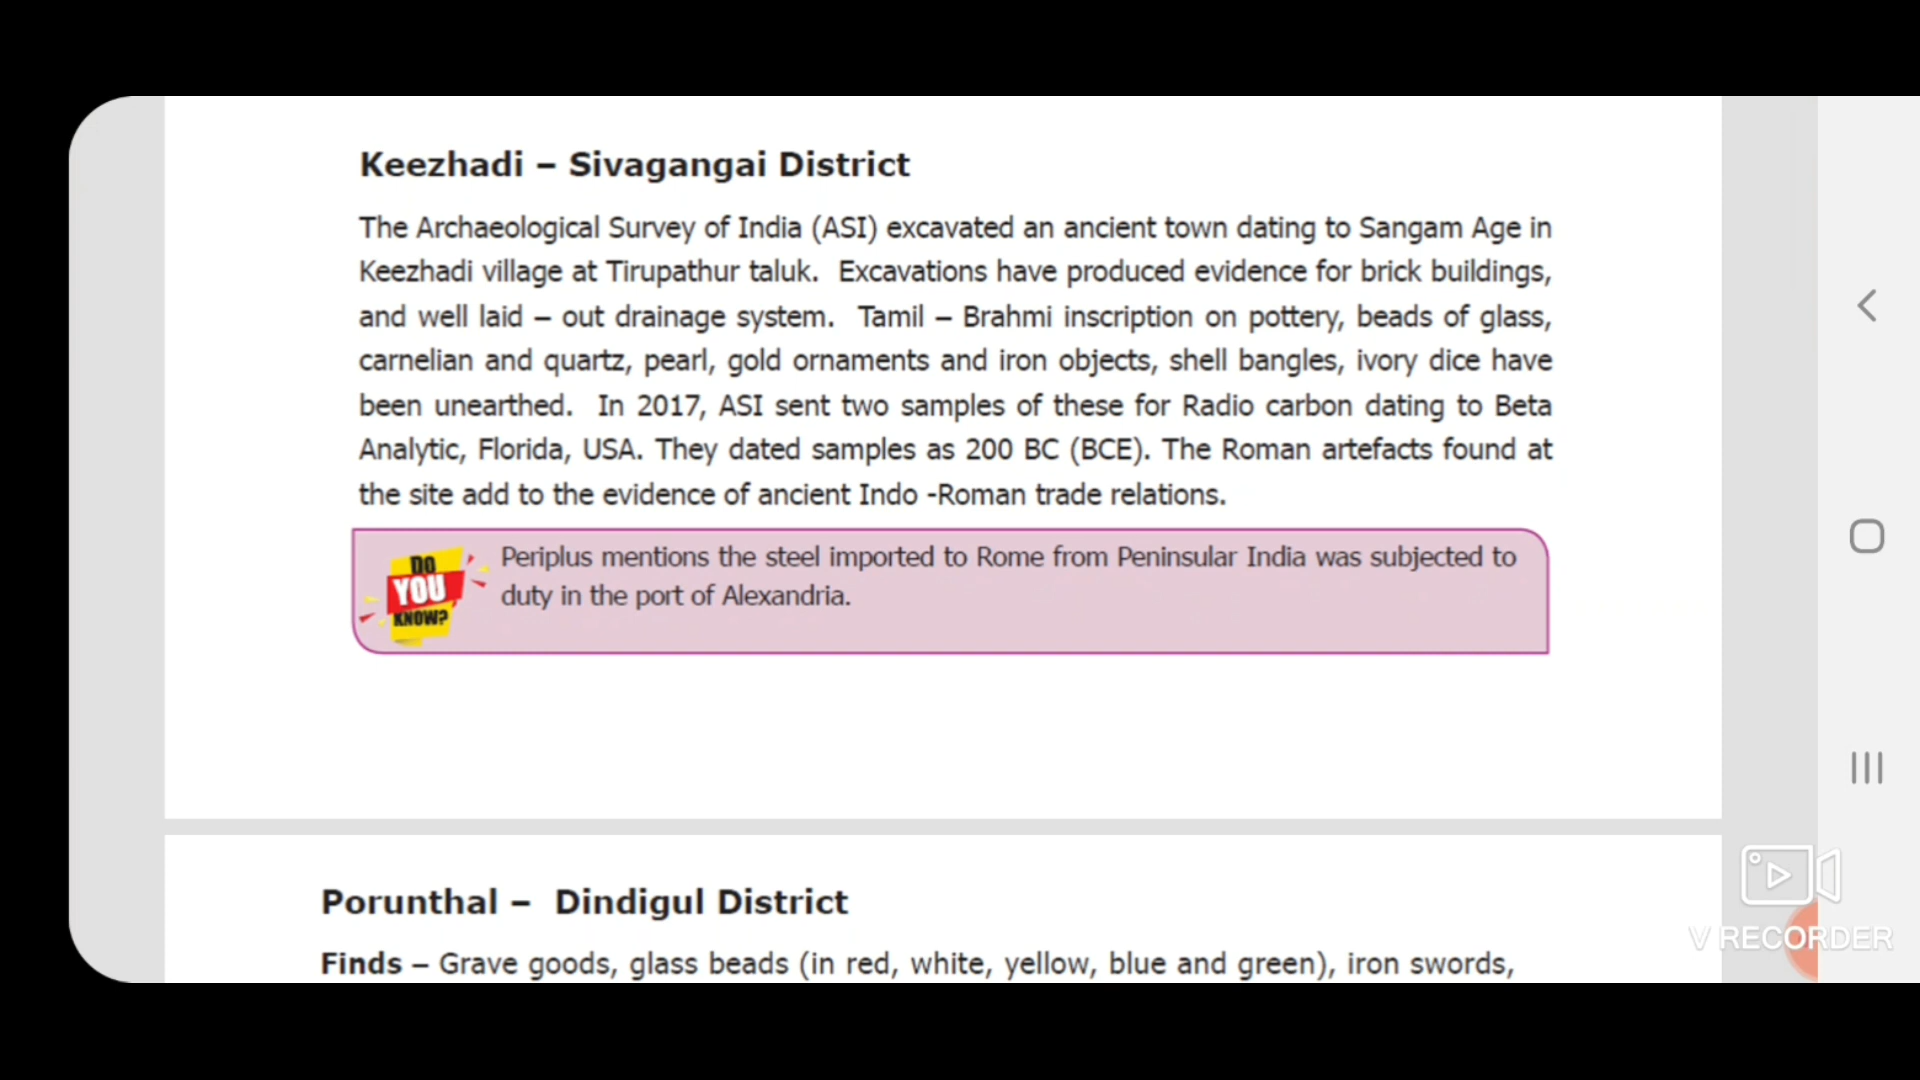 Keezhadi – Sivagangai District
The Archaeological Survey of India (ASI) excavated an ancient town dating to Sangam Age in
Keezhadi village at Tirupathur taluk. Excavations have produced evidence for brick buildings,
and well laid – out drainage system. Tamil – Brahmi inscription on pottery, beads of glass,
carnelian and quartz, pearl, gold ornaments and iron objects, shell bangles, ivory dice have
been unearthed. In 2017, ASI sent two samples of these for Radio carbon dating to Beta
Analytic, Florida, USA. They dated samples as 200 BC (BCE). The Roman artefacts found at
the site add to the evidence of ancient Indo -Roman trade relations.
DO
YOU
KNOW?
Periplus mentions the steel imported to Rome from Peninsular India was subjected to
duty in the port of Alexandria.
Porunthal – Dindigul District
Finds – Grave goods, glass beads (in red, white, yellow, blue and green), iron swords,
V RECORDER